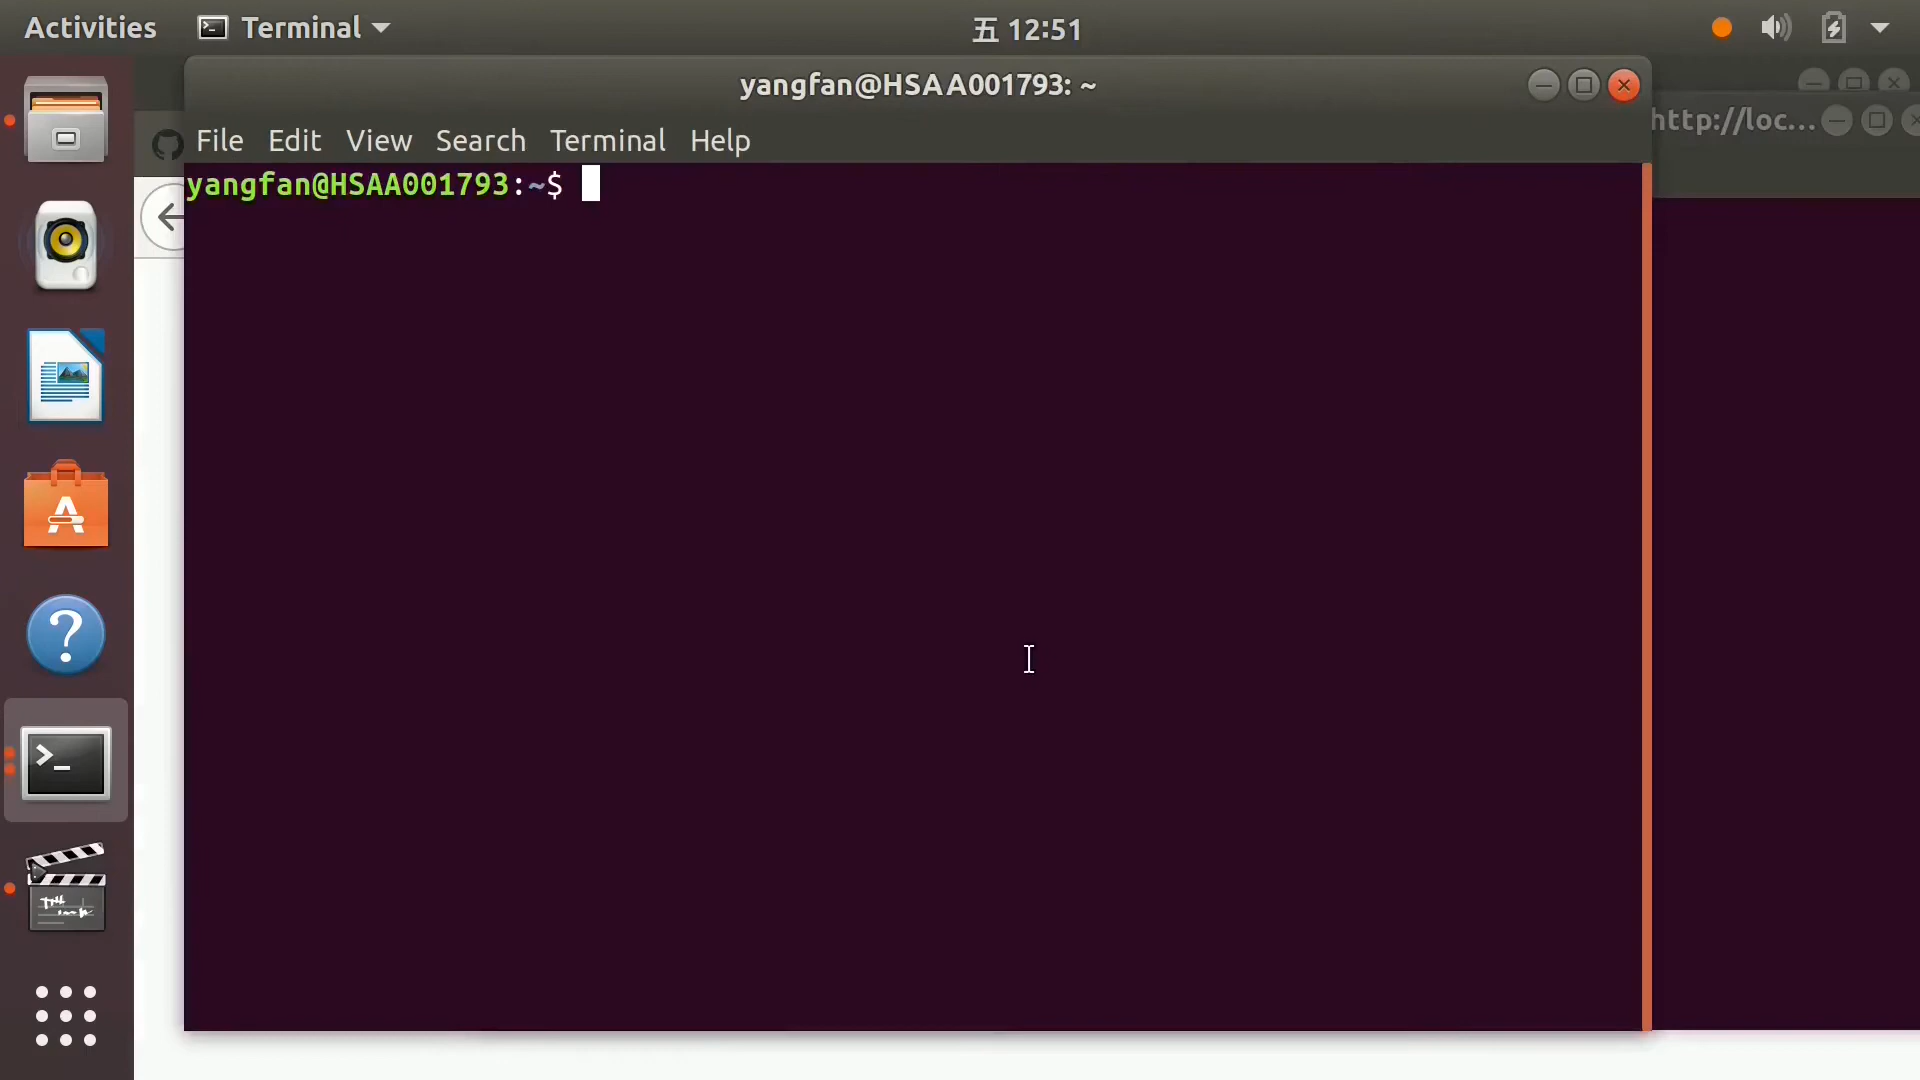 Activities
Terminal
五 12:51
yangfan@HSAA001793: ~
http://loc...
File Edit View Search Terminal Help
yangfan@HSAA001793:~$